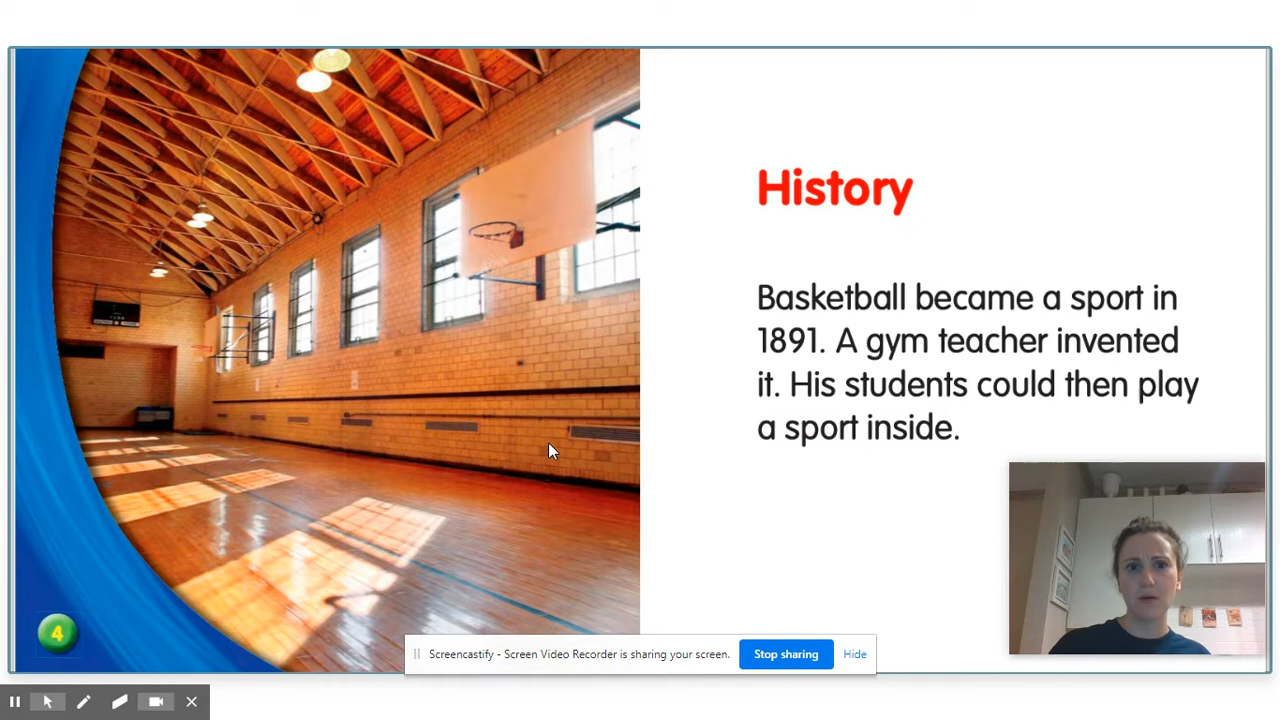 History
Basketball became a sport in
1891. A gym teacher invented
it. His students could then play
a sport inside.
4
Screencastify - Screen Video Recorder is sharing your screen.
Stop sharing
Hide